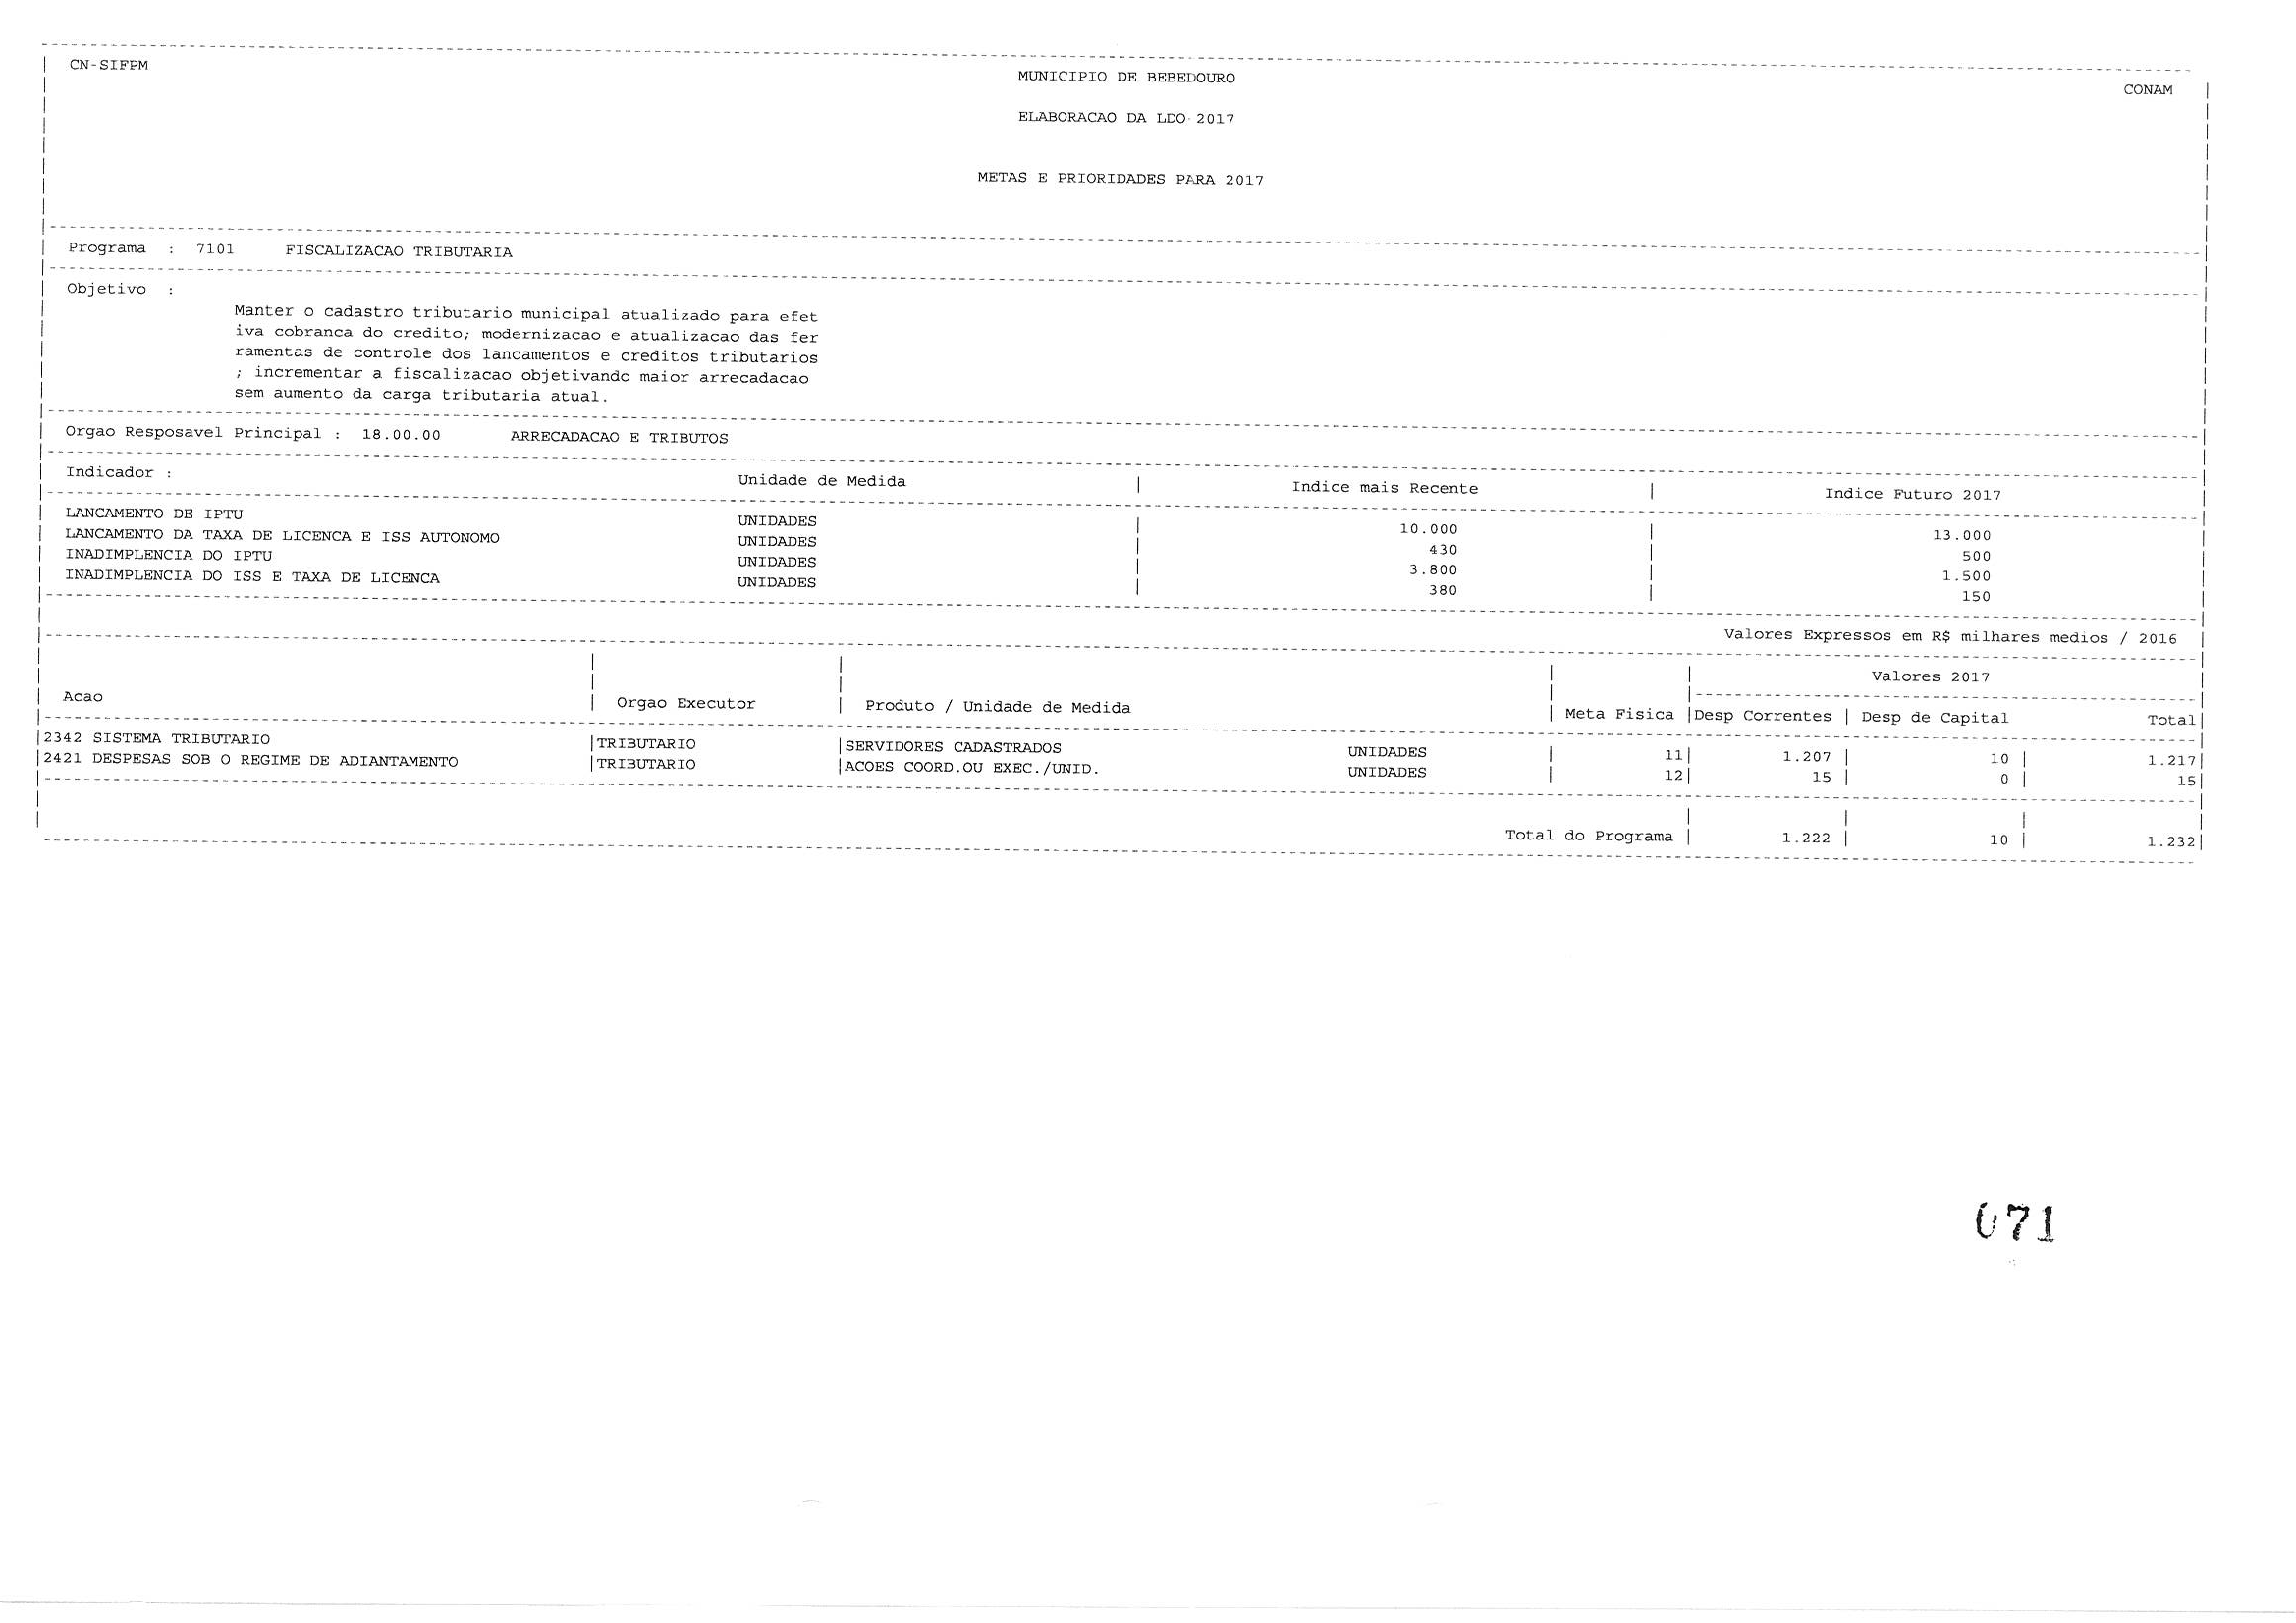 CN-SIFPM
MUNICIPIO DE BEBEDOURO
CONAM
ELABORACAO DA LDO 2017
METAS E PRIORIDADES PARA 2017
Programa : 7101 FISCALIZACAO TRIBUTARIA
Objetivo :
Manter o cadastro tributario municipal atualizado para efet
iva cobranca do credito; modernizacao e atualizacao das fer
ramentas de controle dos lancamentos e creditos tributarios
; incrementar a fiscalizacao objetivando maior arrecadacao
sem aumento da carga tributaria atual.
Orgao Resposavel Principal : 18.00.00 ARRECADACAO E TRIBUTOS
Indicador : Unidade de Medida | Indice mais Recente | Indice Futuro 2017
LANCAMENTO DE IPTU UNIDADES | 10.000 | 13.000
LANCAMENTO DA TAXA DE LICENCA E ISS AUTONOMO UNIDADES | 430 | 500
INADIMPLENCIA DO IPTU UNIDADES | 3.800 | 1.500
INADIMPLENCIA DO ISS E TAXA DE LICENCA UNIDADES | 380 | 150
Valores Expressos em R$ milhares medios / 2016
Valores 2017
Acao | Orgao Executor | Produto / Unidade de Medida | Meta Fisica |Desp Correntes | Desp de Capital Total|
|2342 SISTEMA TRIBUTARIO |TRIBUTARIO |SERVIDORES CADASTRADOS UNIDADES | 11| 1.207 | 10 | 1.217|
|2421 DESPESAS SOB O REGIME DE ADIANTAMENTO |TRIBUTARIO |ACOES COORD.OU EXEC./UNID. UNIDADES | 12| 15 | 0 | 15|
Total do Programa | 1.222 | 10 | 1.232|
071